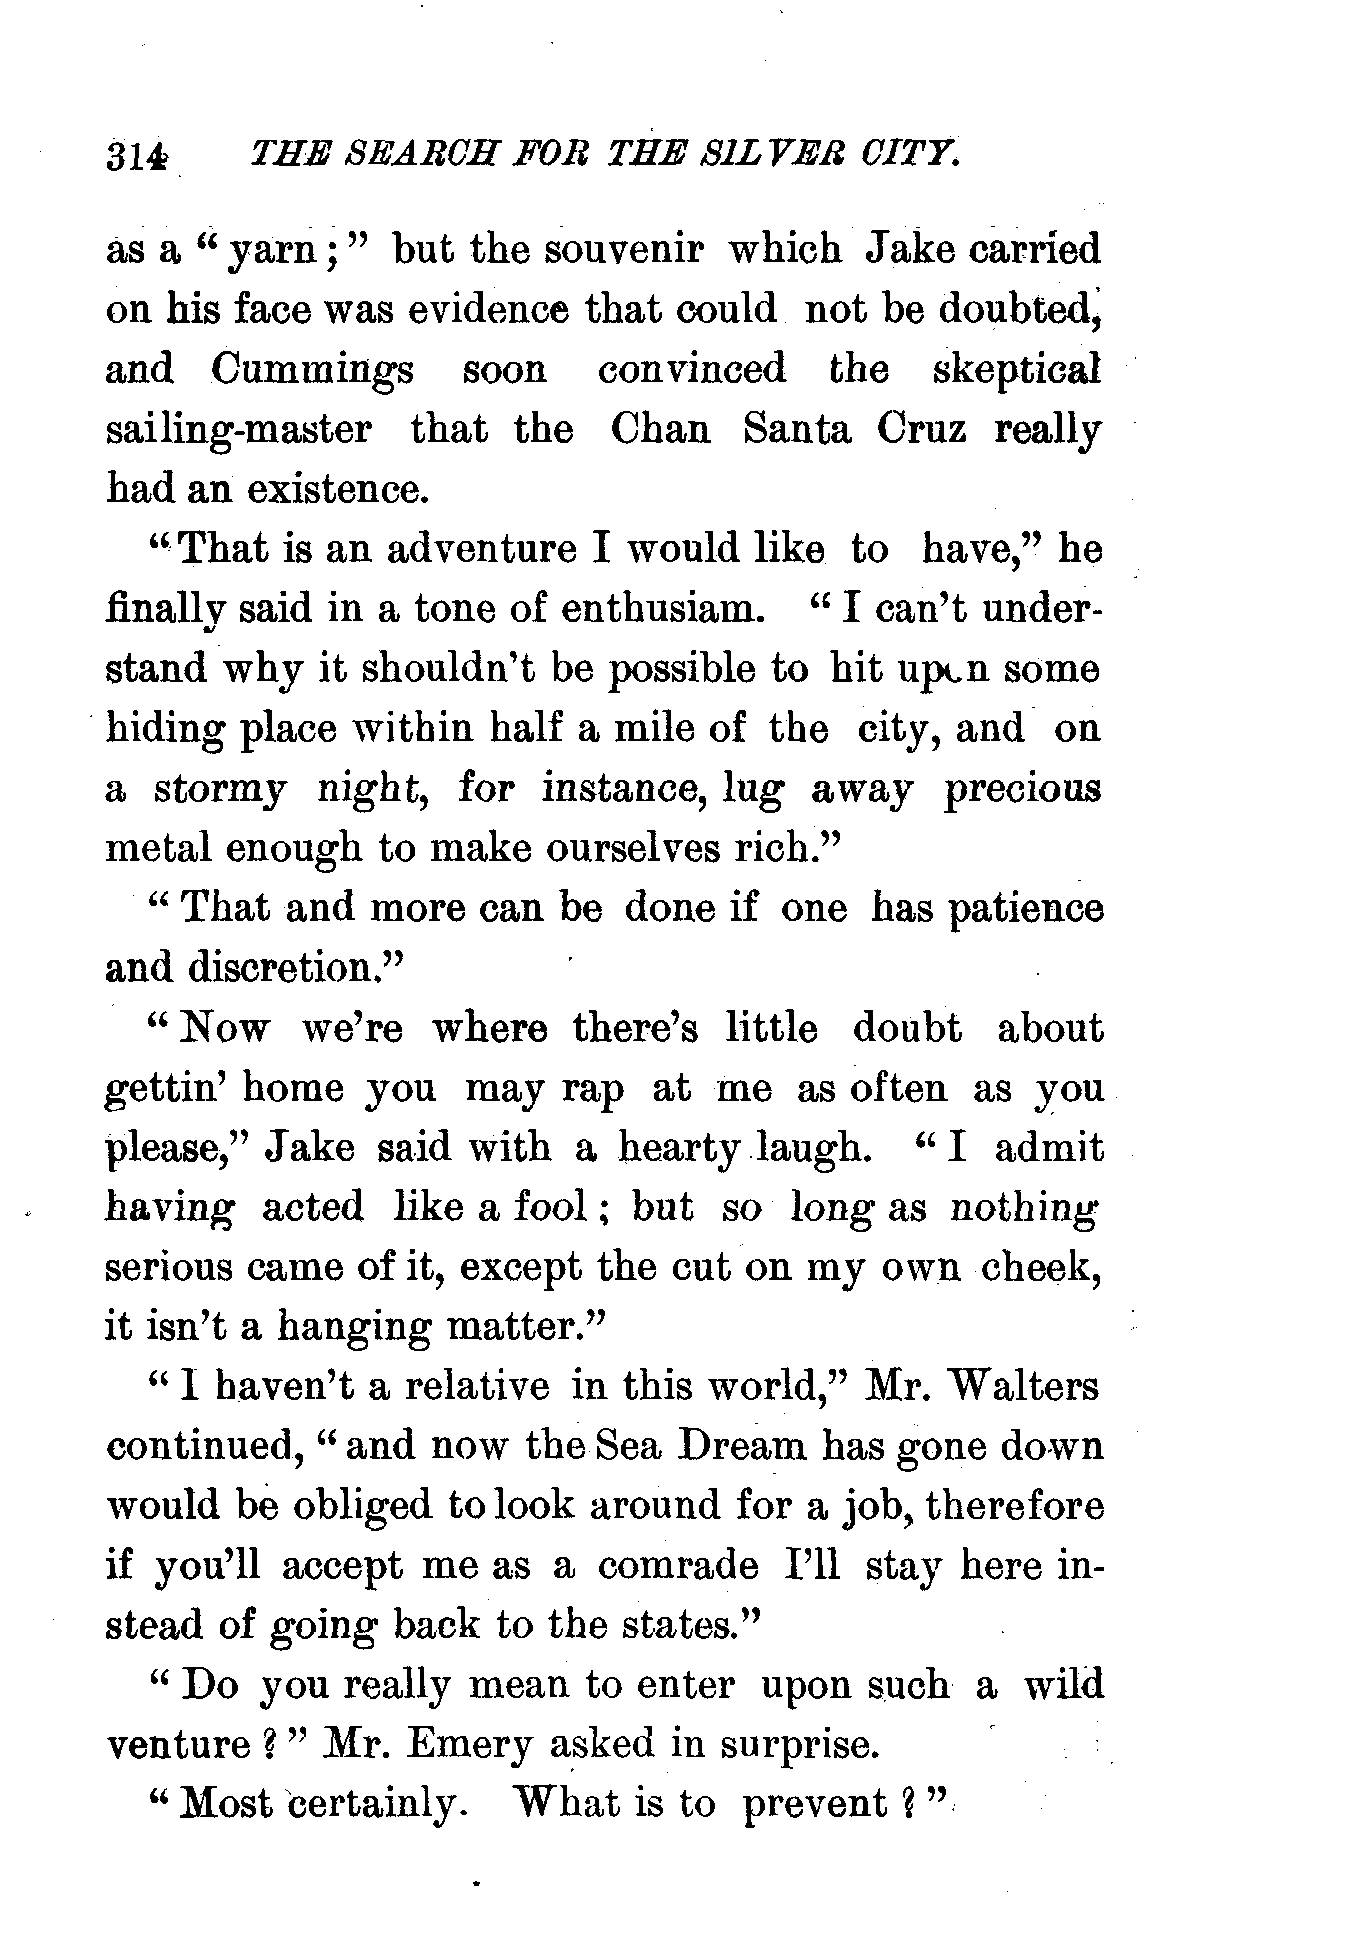 314 THE SEARCH FOR THE SILVER CITY.
as a “ yarn ; ” but the souvenir which Jake carried
on his face was evidence that could not be doubted,
and Cummings soon convinced the skeptical
sailing-master that the Chan Santa Cruz really
had an existence.
“ That is an adventure I would like to have,” he
finally said in a tone of enthusiam. “ I can’t under-
stand why it shouldn’t be possible to hit upon some
hiding place within half a mile of the city, and on
a stormy night, for instance, lug away precious
metal enough to make ourselves rich.”
“ That and more can be done if one has patience
and discretion.”
“ Now we’re where there’s little doubt about
gettin’ home you may rap at me as often as you
please,” Jake said with a hearty laugh. “ I admit
having acted like a fool ; but so long as nothing
serious came of it, except the cut on my own cheek,
it isn’t a hanging matter.”
“ I haven’t a relative in this world,” Mr. Walters
continued, “ and now the Sea Dream has gone down
would be obliged to look around for a job, therefore
if you’ll accept me as a comrade I’ll stay here in-
stead of going back to the states.”
“ Do you really mean to enter upon such a wild
venture ? ” Mr. Emery asked in surprise.
“ Most certainly. What is to prevent ? ”